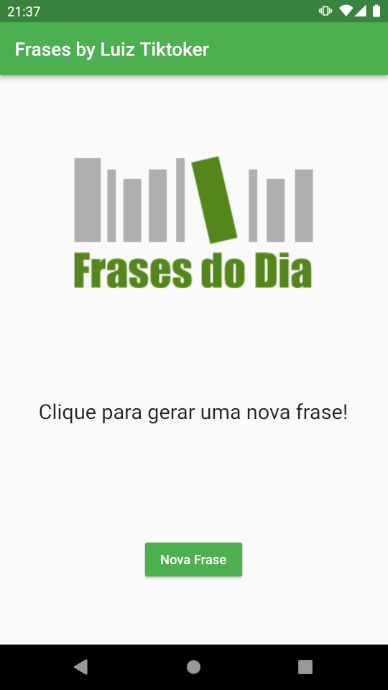 21:37
Frases by Luiz Tiktoker
Frases do Dia
Clique para gerar uma nova frase!
Nova Frase